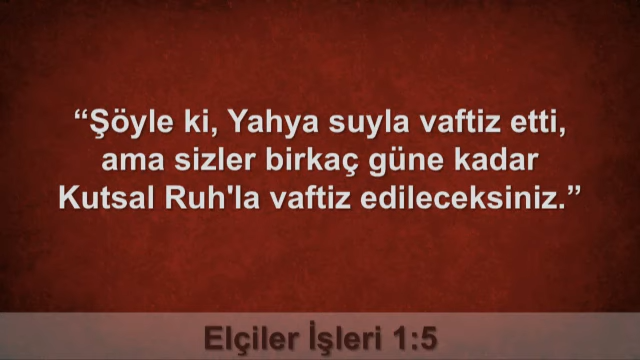 “Şöyle ki, Yahya suyla vaftiz etti,
ama sizler birkaç güne kadar
Kutsal Ruh'la vaftiz edileceksiniz.”
Elçiler İşleri 1:5